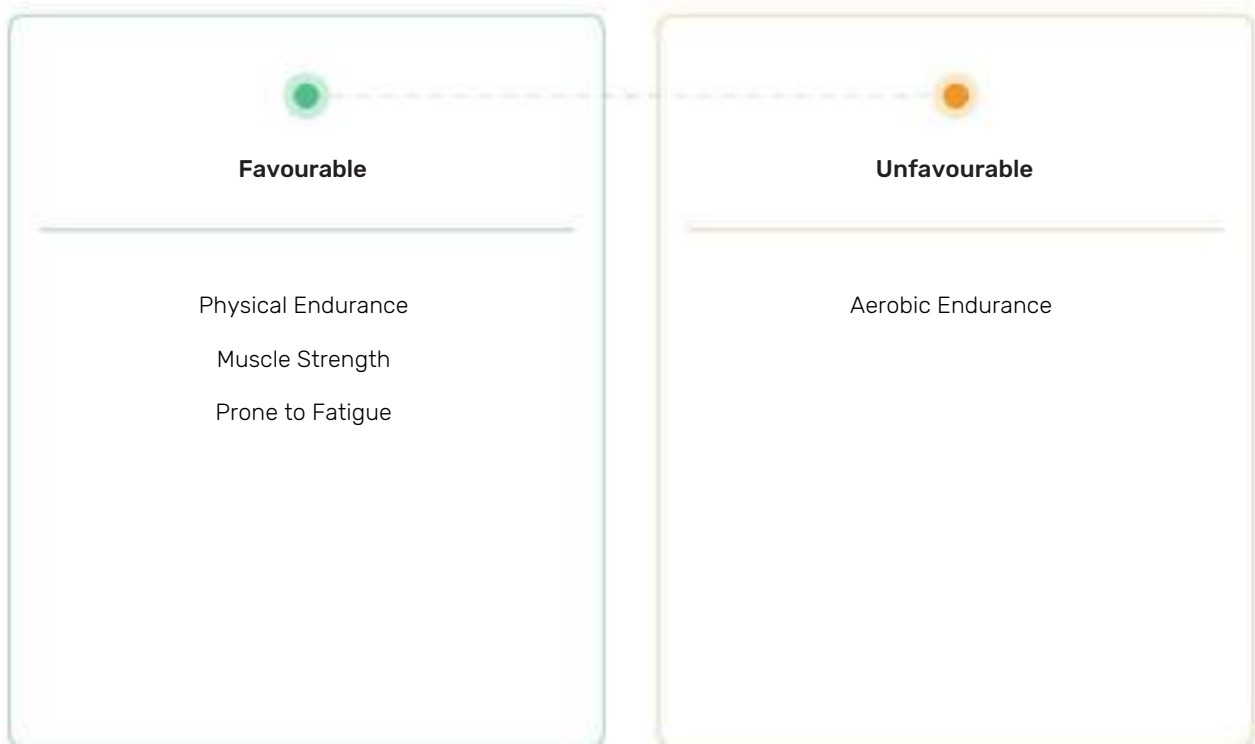 Favourable
Physical Endurance
Muscle Strength
Prone to Fatigue
Unfavourable
Aerobic Endurance